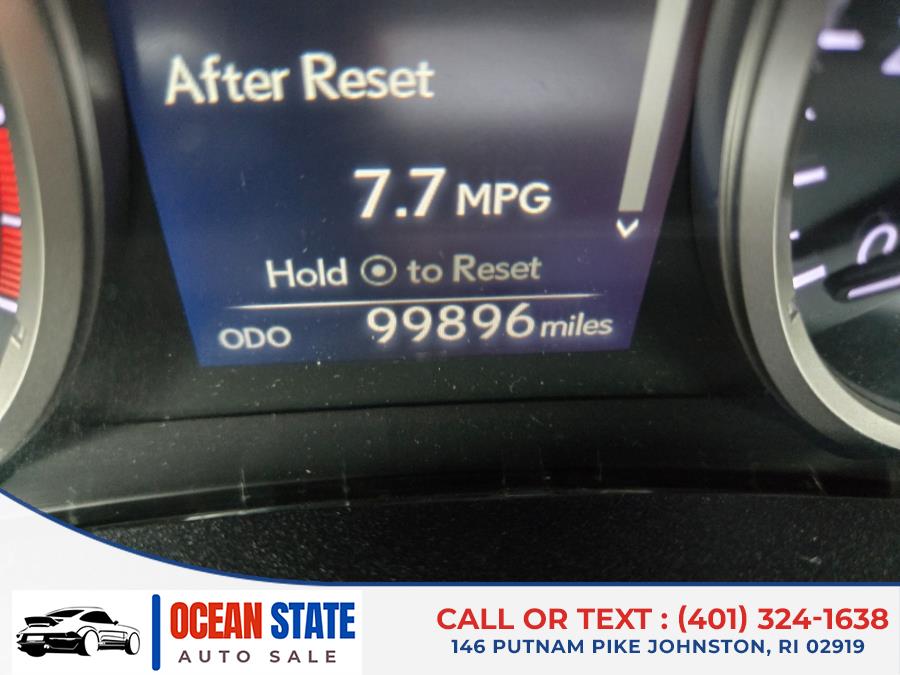 After Reset
7.7 MPG
Hold to Reset
ODO 99896 miles
OCEAN STATE
AUTO SALE
CALL OR TEXT : (401) 324-1638
146 PUTNAM PIKE JOHNSTON, RI 02919